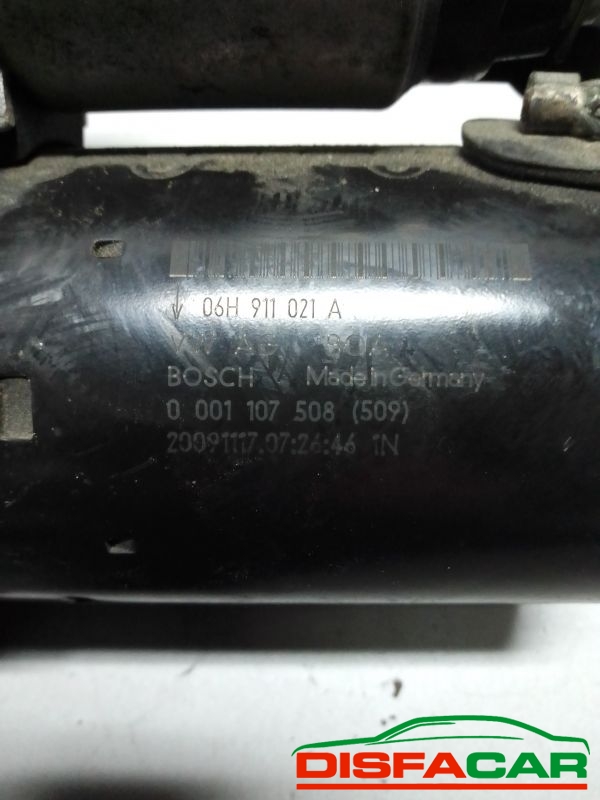 06H 911 021 A
BOSCH Made in Germany
0 001 107 508 (509)
20091117.07:26:46 1N
DISFACAR